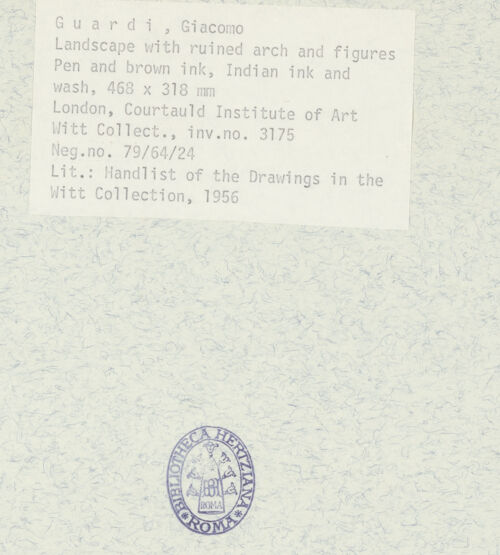 G u a r d i , Giacomo
Landscape with ruined arch and figures
Pen and brown ink, Indian ink and
wash, 468 x 318 mm
London, Courtauld Institute of Art
Witt Collect., inv.no. 3175
Neg.no. 79/64/24
Lit.: Handlist of the Drawings in the
Witt Collection, 1956
BIBLIOTHECA HERTZIANA
ROMA
* ROMA *